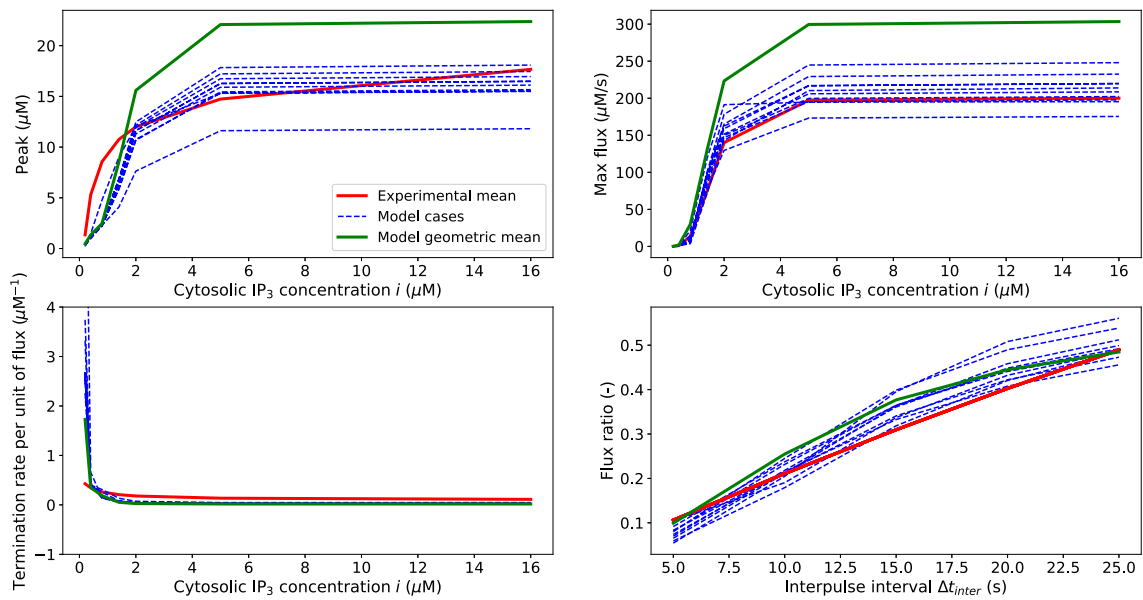 20
15
10
5
0
Peak (μM)
0 2 4 6 8 10 12 14 16
Cytosolic IP₃ concentration i (μM)
Experimental mean
Model cases
Model geometric mean
300
250
200
150
100
50
0
Max flux (μM/s)
0 2 4 6 8 10 12 14 16
Cytosolic IP₃ concentration i (μM)
4
3
2
1
0
−1
Termination rate per unit of flux (μM⁻¹)
0 2 4 6 8 10 12 14 16
Cytosolic IP₃ concentration i (μM)
0.5
0.4
0.3
0.2
0.1
Flux ratio (-)
5.0 7.5 10.0 12.5 15.0 17.5 20.0 22.5 25.0
Interpulse interval Δt_inter (s)